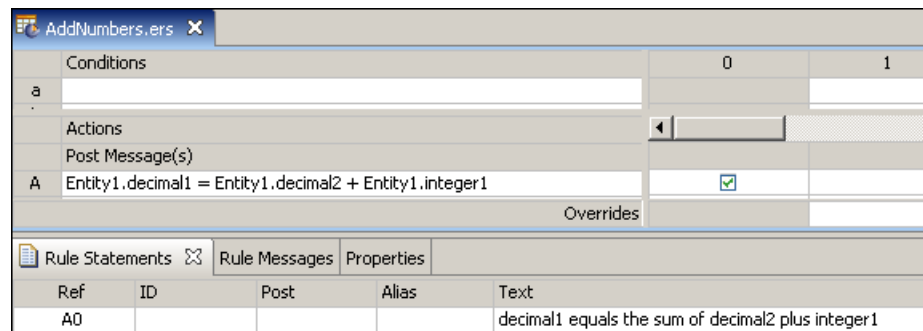 AddNumbers.ers
Conditions 0 1
a
Actions
Post Message(s)
A Entity1.decimal1 = Entity1.decimal2 + Entity1.integer1
Overrides
Rule Statements Rule Messages Properties
Ref ID Post Alias Text
A0 decimal1 equals the sum of decimal2 plus integer1